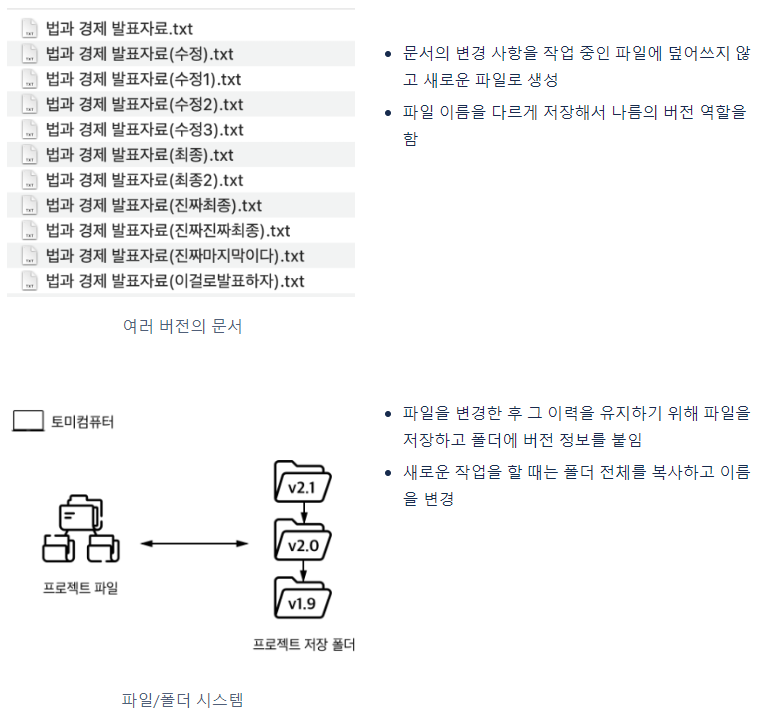 법과 경제 발표자료.txt
법과 경제 발표자료(수정).txt
법과 경제 발표자료(수정1).txt
법과 경제 발표자료(수정2).txt
법과 경제 발표자료(수정3).txt
법과 경제 발표자료(최종).txt
법과 경제 발표자료(최종2).txt
법과 경제 발표자료(진짜최종).txt
법과 경제 발표자료(진짜진짜최종).txt
법과 경제 발표자료(진짜마지막이다).txt
법과 경제 발표자료(이걸로발표하자).txt
여러 버전의 문서
• 문서의 변경 사항을 작업 중인 파일에 덮어쓰지 않
고 새로운 파일로 생성
• 파일 이름을 다르게 저장해서 나름의 버전 역할을
함
토미컴퓨터
프로젝트 파일
v2.1
v2.0
v1.9
프로젝트 저장 폴더
파일/폴더 시스템
• 파일을 변경한 후 그 이력을 유지하기 위해 파일을
저장하고 폴더에 버전 정보를 붙임
• 새로운 작업을 할 때는 폴더 전체를 복사하고 이름
을 변경